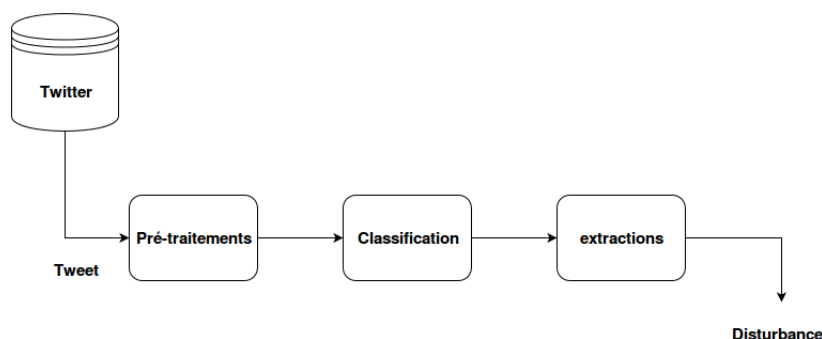 Twitter
Pré-traitements
Classification
extractions
Tweet
Disturbance